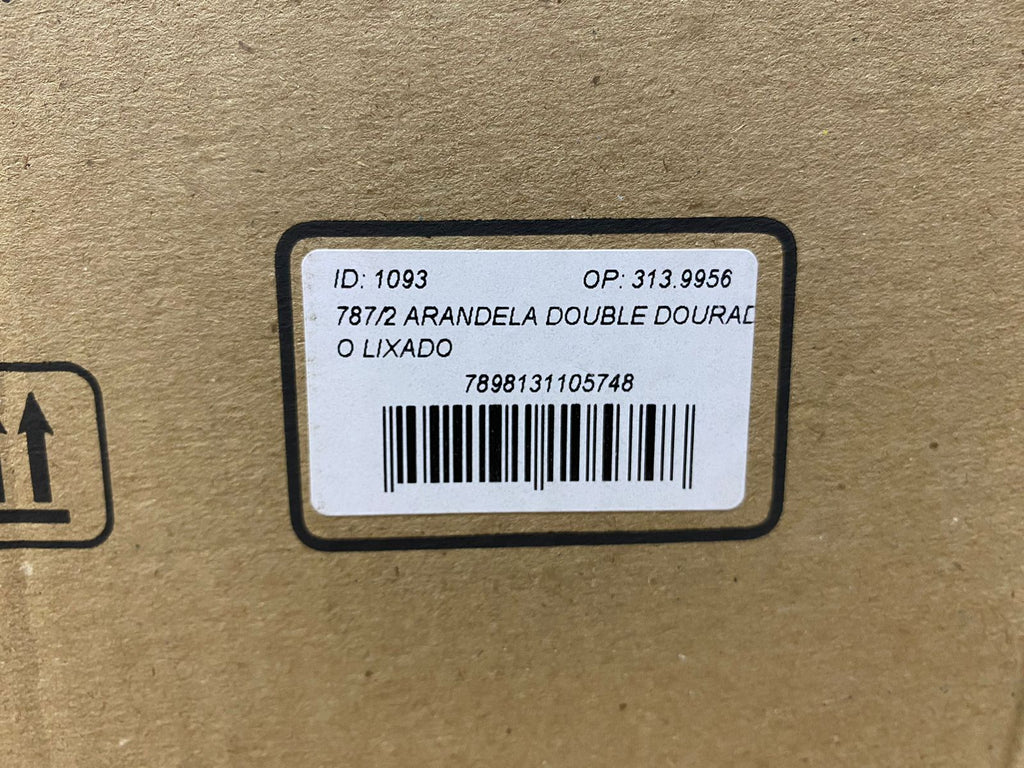 ID: 1093 OP: 313.9956
787/2 ARANDELA DOUBLE DOURAD
O LIXADO
7898131105748